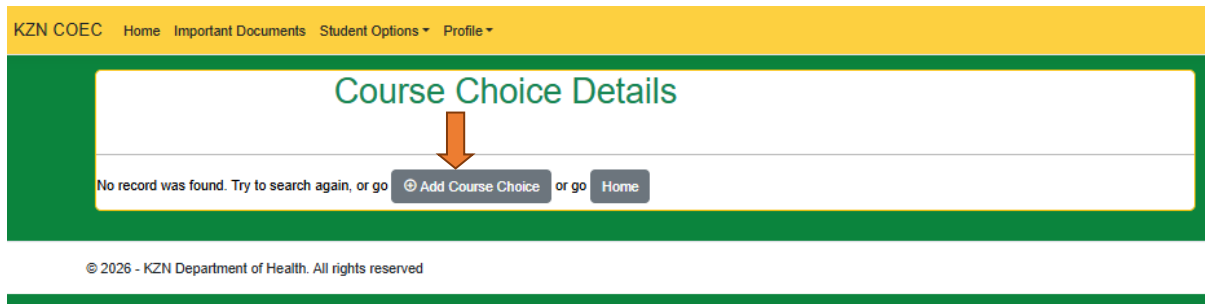 KZN COEC Home Important Documents Student Options Profile
Course Choice Details
No record was found. Try to search again, or go Add Course Choice or go Home
© 2026 - KZN Department of Health. All rights reserved